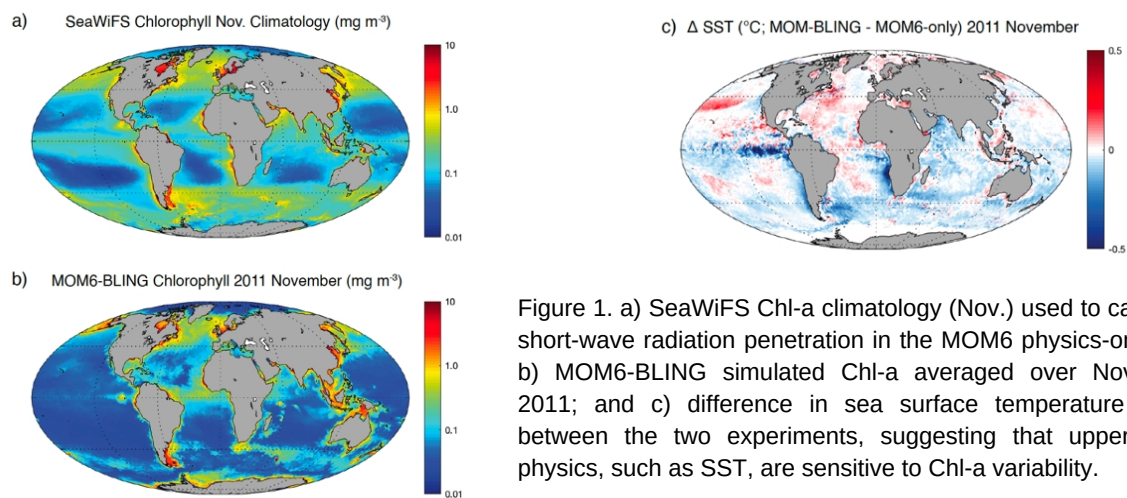 a) SeaWiFS Chlorophyll Nov. Climatology (mg m⁻³)
10
1.0
0.1
0.01
b) MOM6-BLING Chlorophyll 2011 November (mg m⁻³)
10
1.0
0.1
0.01
c) Δ SST (°C; MOM-BLING - MOM6-only) 2011 November
0.5
0
-0.5
Figure 1. a) SeaWiFS Chl-a climatology (Nov.) used to ca
short-wave radiation penetration in the MOM6 physics-on
b) MOM6-BLING simulated Chl-a averaged over Nov
2011; and c) difference in sea surface temperature
between the two experiments, suggesting that upper
physics, such as SST, are sensitive to Chl-a variability.